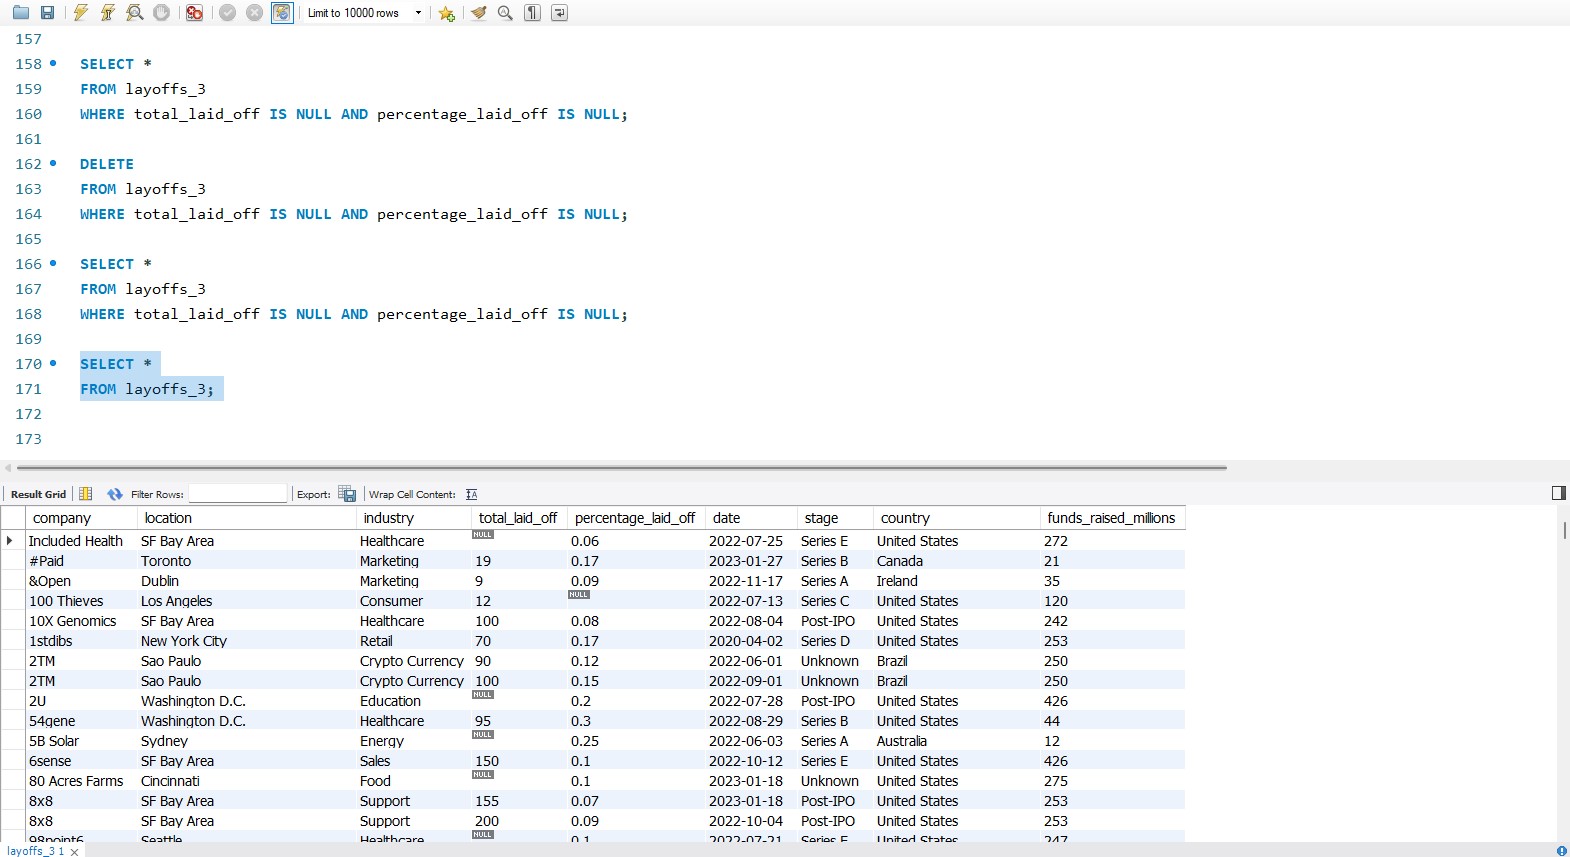 Limit to 10000 rows
157
158 SELECT *
159 FROM layoffs_3
160 WHERE total_laid_off IS NULL AND percentage_laid_off IS NULL;
161
162 DELETE
163 FROM layoffs_3
164 WHERE total_laid_off IS NULL AND percentage_laid_off IS NULL;
165
166 SELECT *
167 FROM layoffs_3
168 WHERE total_laid_off IS NULL AND percentage_laid_off IS NULL;
169
170 SELECT *
171 FROM layoffs_3;
172
173
Result Grid Filter Rows: Export: Wrap Cell Content: IA
company location industry total_laid_off percentage_laid_off date stage country funds_raised_millions
Included Health SF Bay Area Healthcare NULL 0.06 2022-07-25 Series E United States 272
#Paid Toronto Marketing 19 0.17 2023-01-27 Series B Canada 21
&Open Dublin Marketing 9 0.09 2022-11-17 Series A Ireland 35
100 Thieves Los Angeles Consumer 12 NULL 2022-07-13 Series C United States 120
10X Genomics SF Bay Area Healthcare 100 0.08 2022-08-04 Post-IPO United States 242
1stdibs New York City Retail 70 0.17 2020-04-02 Series D United States 253
2TM Sao Paulo Crypto Currency 90 0.12 2022-06-01 Unknown Brazil 250
2TM Sao Paulo Crypto Currency 100 0.15 2022-09-01 Unknown Brazil 250
2U Washington D.C. Education NULL 0.2 2022-07-28 Post-IPO United States 426
54gene Washington D.C. Healthcare 95 0.3 2022-08-29 Series B United States 44
5B Solar Sydney Energy NULL 0.25 2022-06-03 Series A Australia 12
6sense SF Bay Area Sales 150 0.1 2022-10-12 Series E United States 426
80 Acres Farms Cincinnati Food NULL 0.1 2023-01-18 Unknown United States 275
8x8 SF Bay Area Support 155 0.07 2023-01-18 Post-IPO United States 253
8x8 SF Bay Area Support 200 0.09 2022-10-04 Post-IPO United States 253
98point6 Seattle Healthcare NULL 0.1 2022-07-21 Series E United States 247
layoffs_3 1